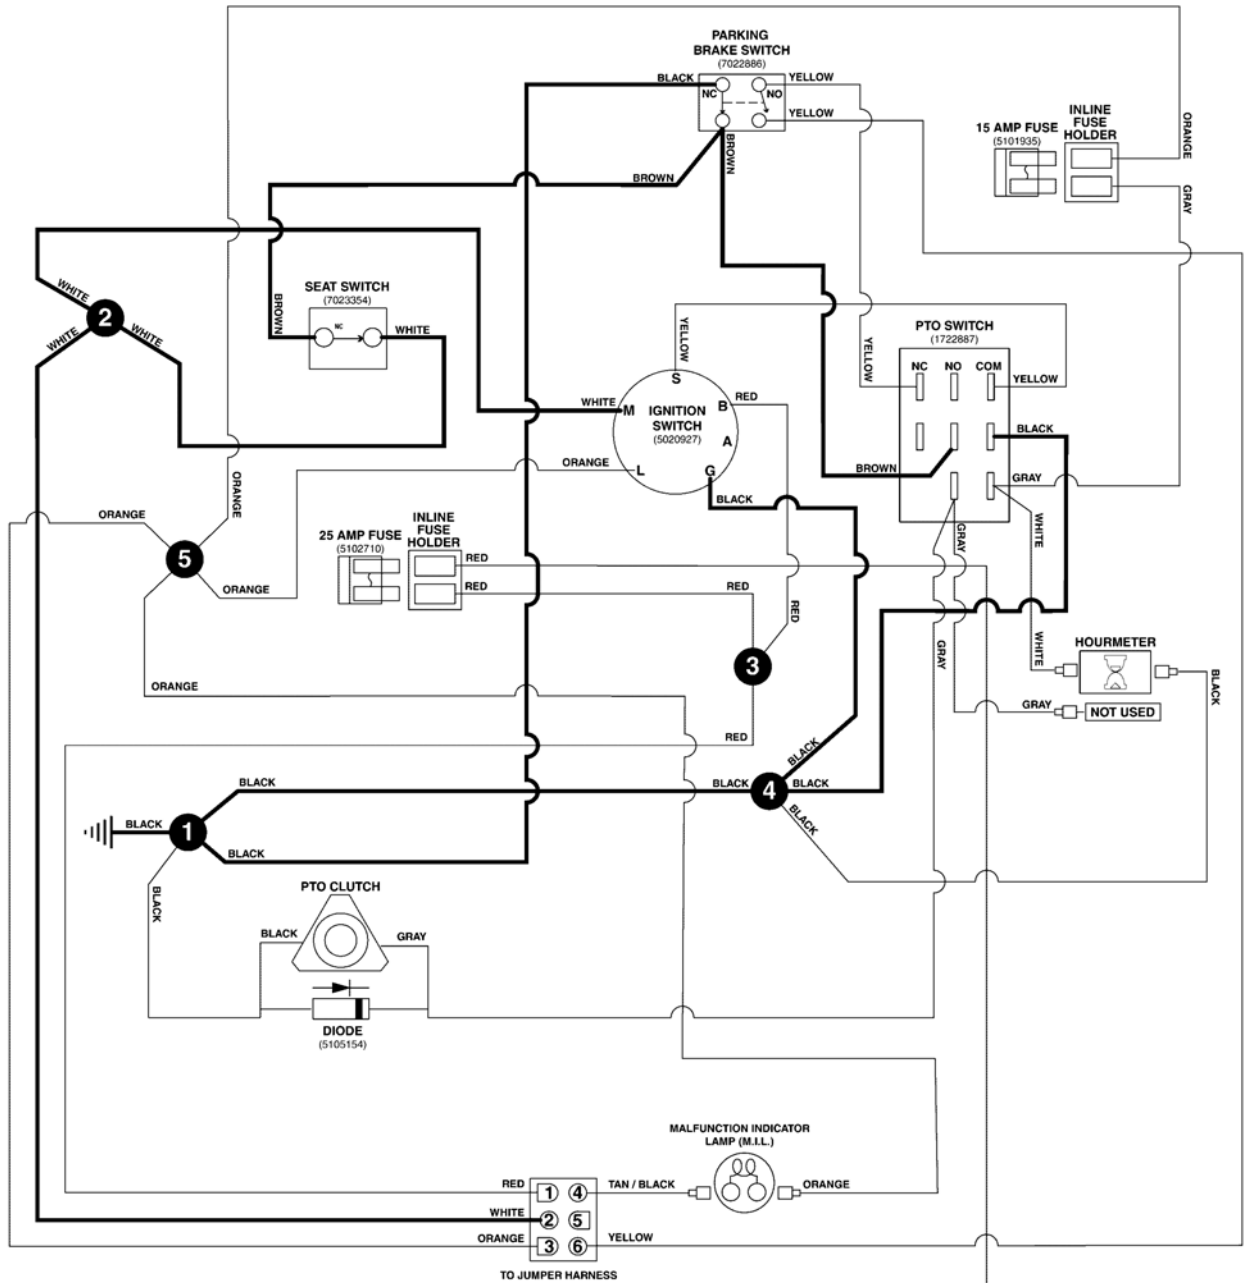 PARKING
BRAKE SWITCH
(7022886)
BLACK
YELLOW
NC
NO
YELLOW
BROWN
BROWN
15 AMP FUSE
(5101935)
INLINE
FUSE
HOLDER
ORANGE
GRAY
WHITE
2
WHITE
WHITE
SEAT SWITCH
(7023354)
BROWN
NC
WHITE
YELLOW
YELLOW
PTO SWITCH
(1722887)
NC
NO
COM
YELLOW
BLACK
BROWN
GRAY
GRAY
WHITE
S
WHITE
M
B
RED
IGNITION
SWITCH
(5020927)
A
ORANGE
L
G
BLACK
ORANGE
ORANGE
5
ORANGE
ORANGE
25 AMP FUSE
(5102710)
INLINE
FUSE
HOLDER
RED
RED
RED
RED
3
RED
GRAY
WHITE
HOURMETER
BLACK
GRAY
NOT USED
BLACK
BLACK
BLACK
4
BLACK
BLACK
BLACK
1
BLACK
BLACK
PTO CLUTCH
BLACK
GRAY
DIODE
(5105154)
MALFUNCTION INDICATOR
LAMP (M.I.L.)
RED
1
4
TAN / BLACK
ORANGE
WHITE
2
5
ORANGE
3
6
YELLOW
TO JUMPER HARNESS